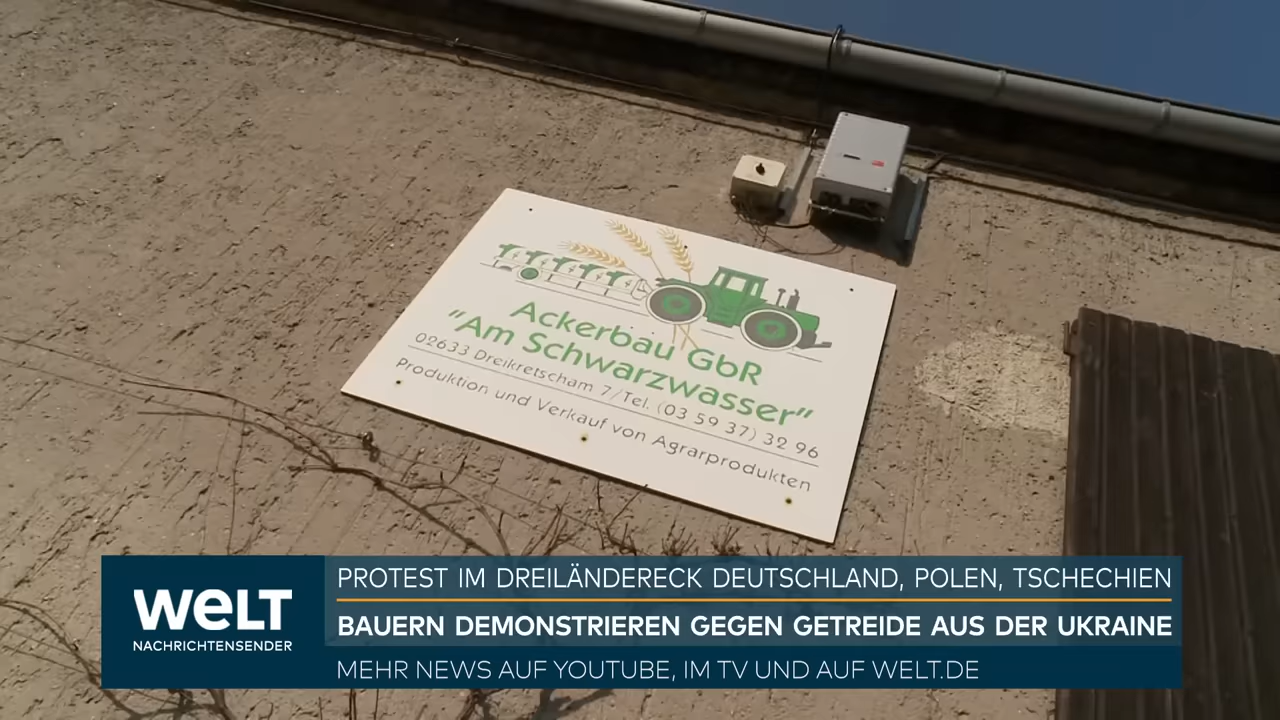 Ackerbau GbR
"Am Schwarzwasser"
02633 Dreikretscham 7/Tel. (03 59 37) 32 96
Produktion und Verkauf von Agrarprodukten
welt
NACHRICHTENSENDER
PROTEST IM DREILÄNDERECK DEUTSCHLAND, POLEN, TSCHECHIEN
BAUERN DEMONSTRIEREN GEGEN GETREIDE AUS DER UKRAINE
MEHR NEWS AUF YOUTUBE, IM TV UND AUF WELT.DE